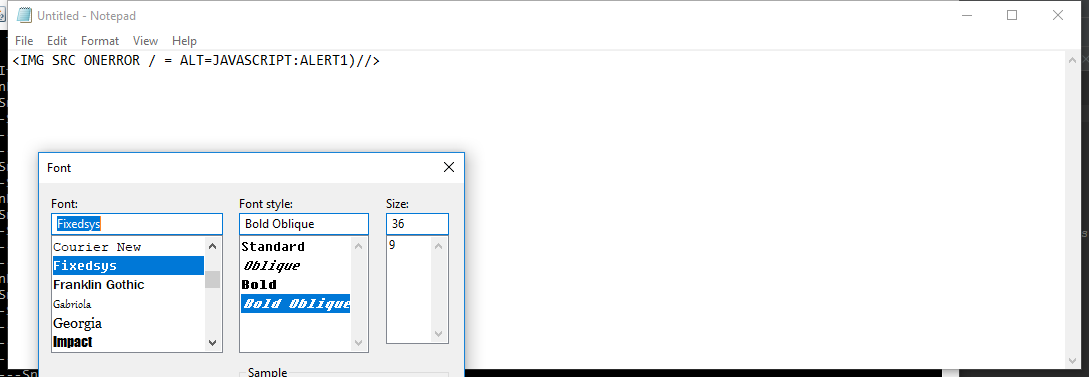 Untitled - Notepad
File Edit Format View Help
<IMG SRC ONERROR / = ALT=JAVASCRIPT:ALERT1)//>
Font
Font: Font style: Size:
Fixedsys Bold Oblique 36
Courier New Standard 9
Fixedsys Oblique
Franklin Gothic Bold
Gabriola Bold Oblique
Georgia
Impact
Sample